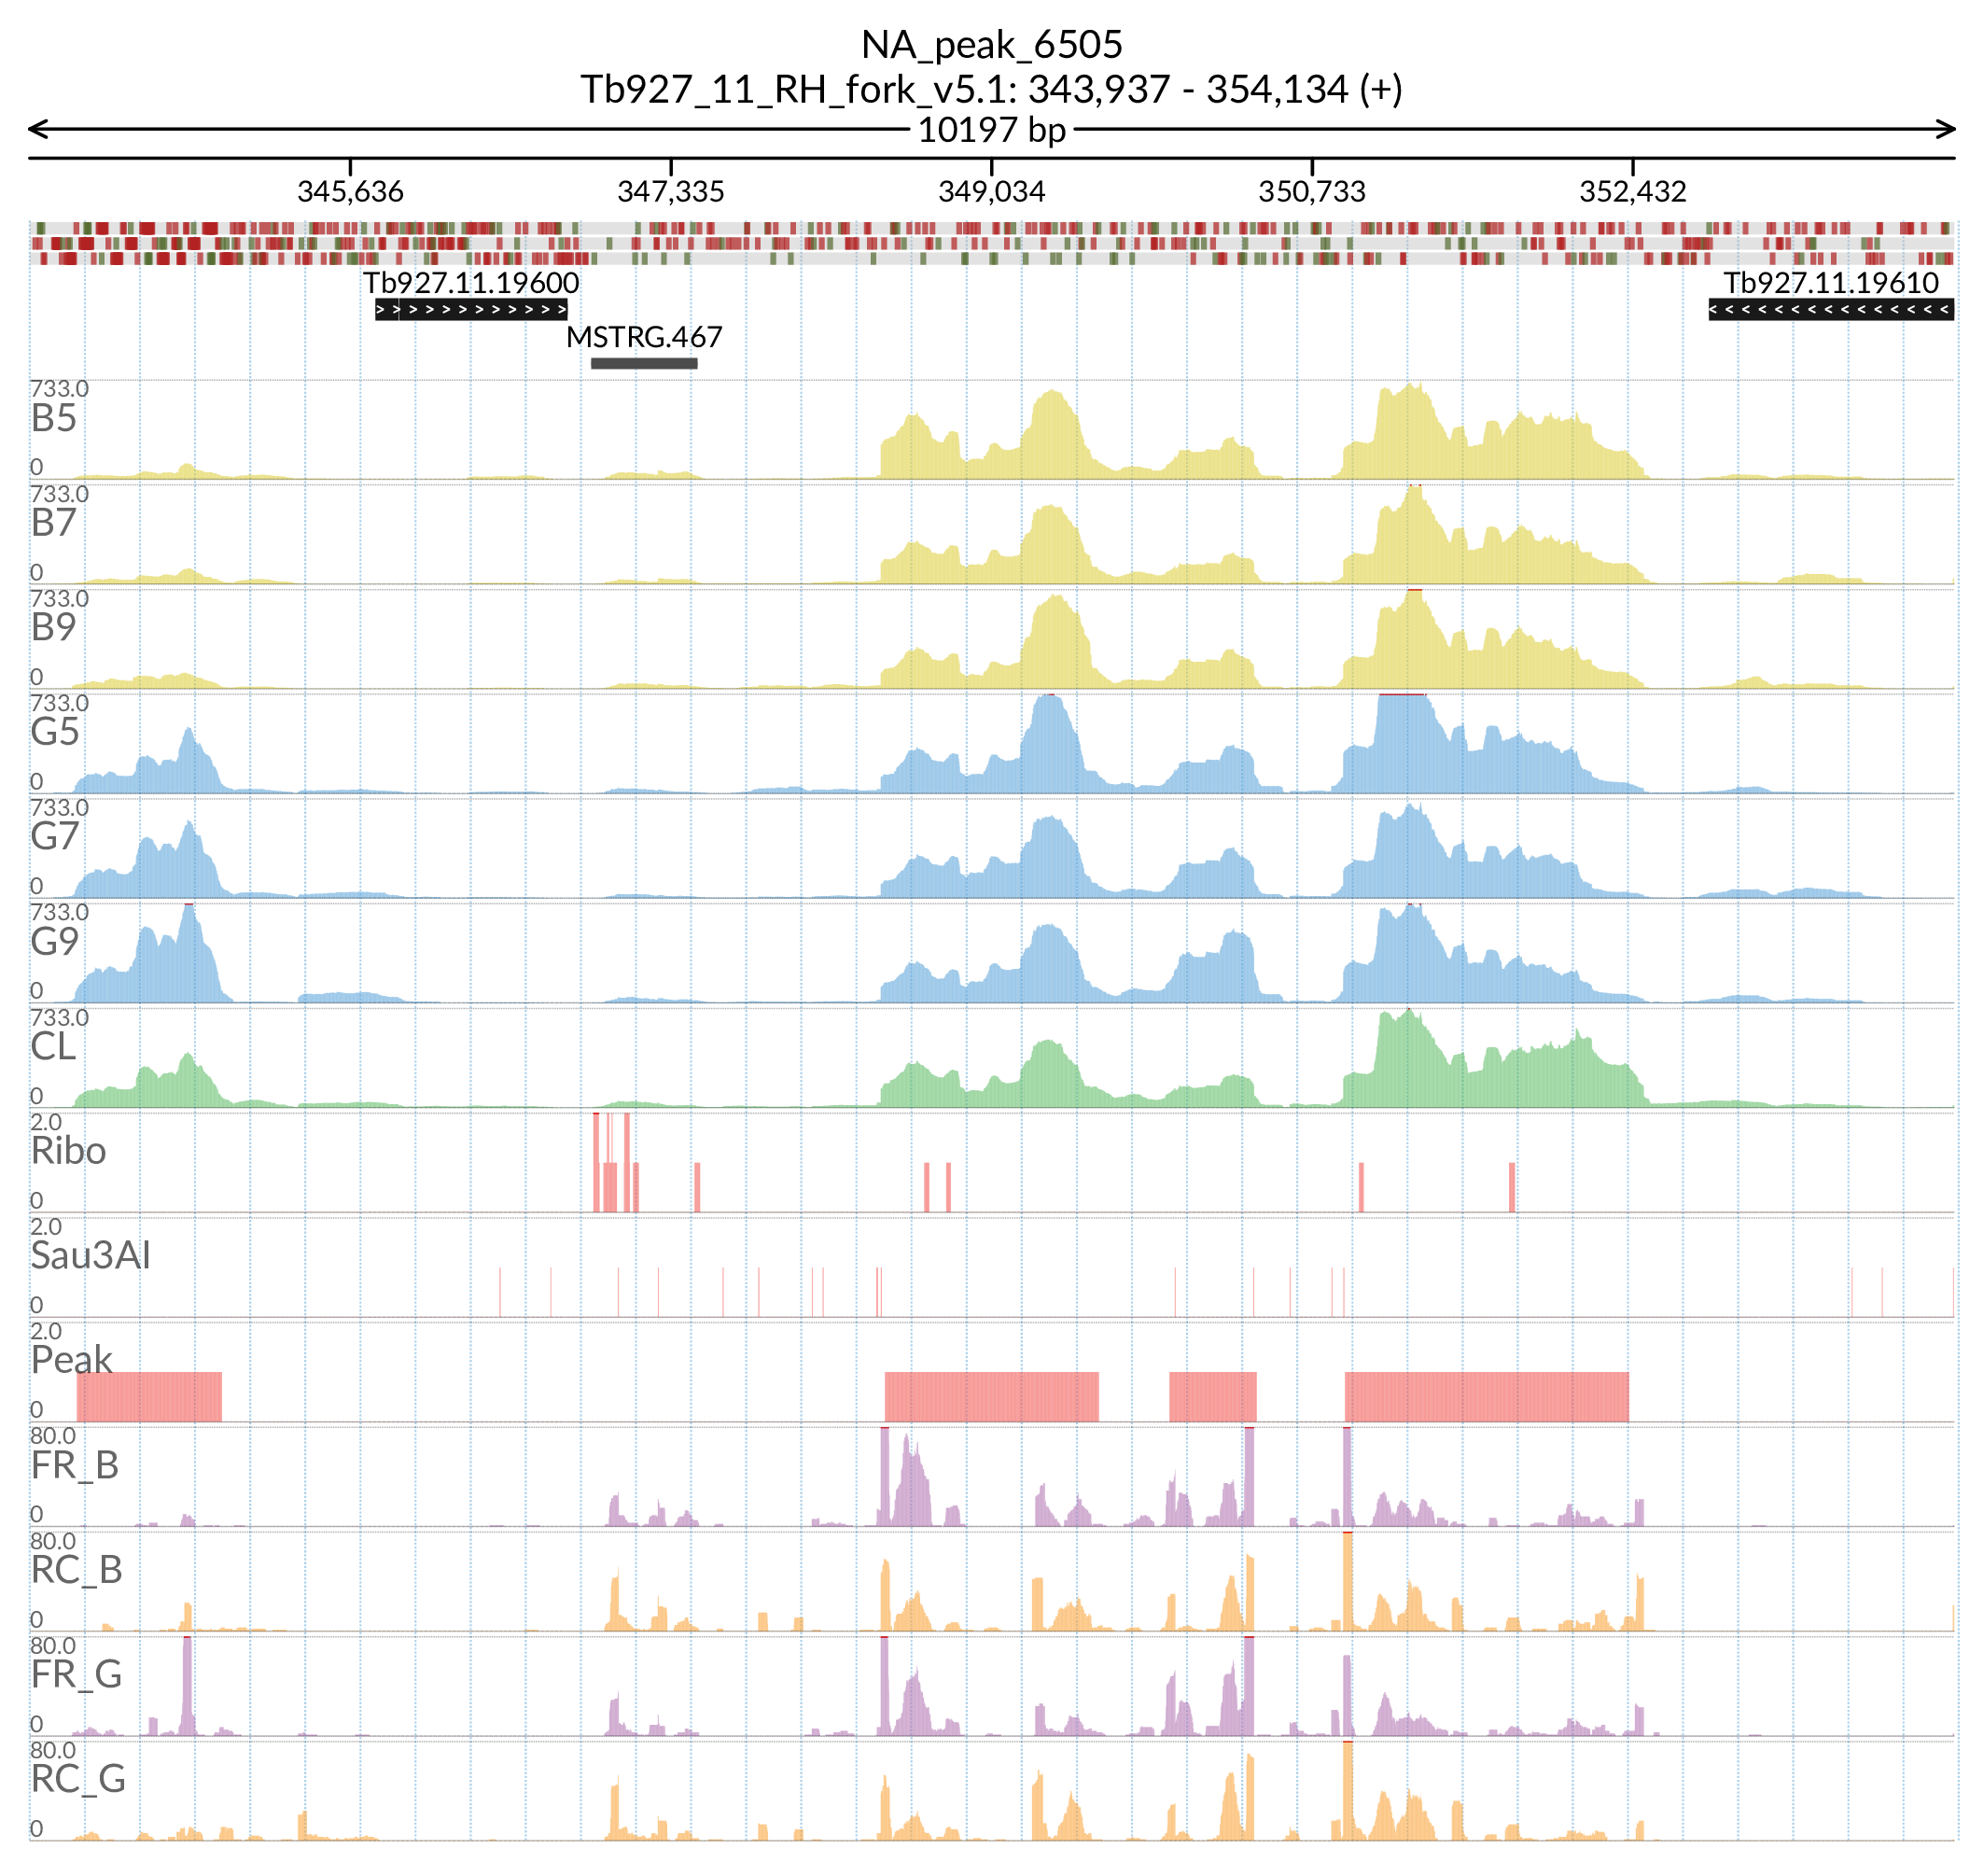 NA_peak_6505
Tb927_11_RH_fork_v5.1: 343,937 - 354,134 (+)
10197 bp
345,636 347,335 349,034 350,733 352,432
Tb927.11.19600 Tb927.11.19610
MSTRG.467
733.0
B5
0
733.0
B7
0
733.0
B9
0
733.0
G5
0
733.0
G7
0
733.0
G9
0
733.0
CL
0
2.0
Ribo
0
2.0
Sau3AI
0
2.0
Peak
0
80.0
FR_B
0
80.0
RC_B
0
80.0
FR_G
0
80.0
RC_G
0